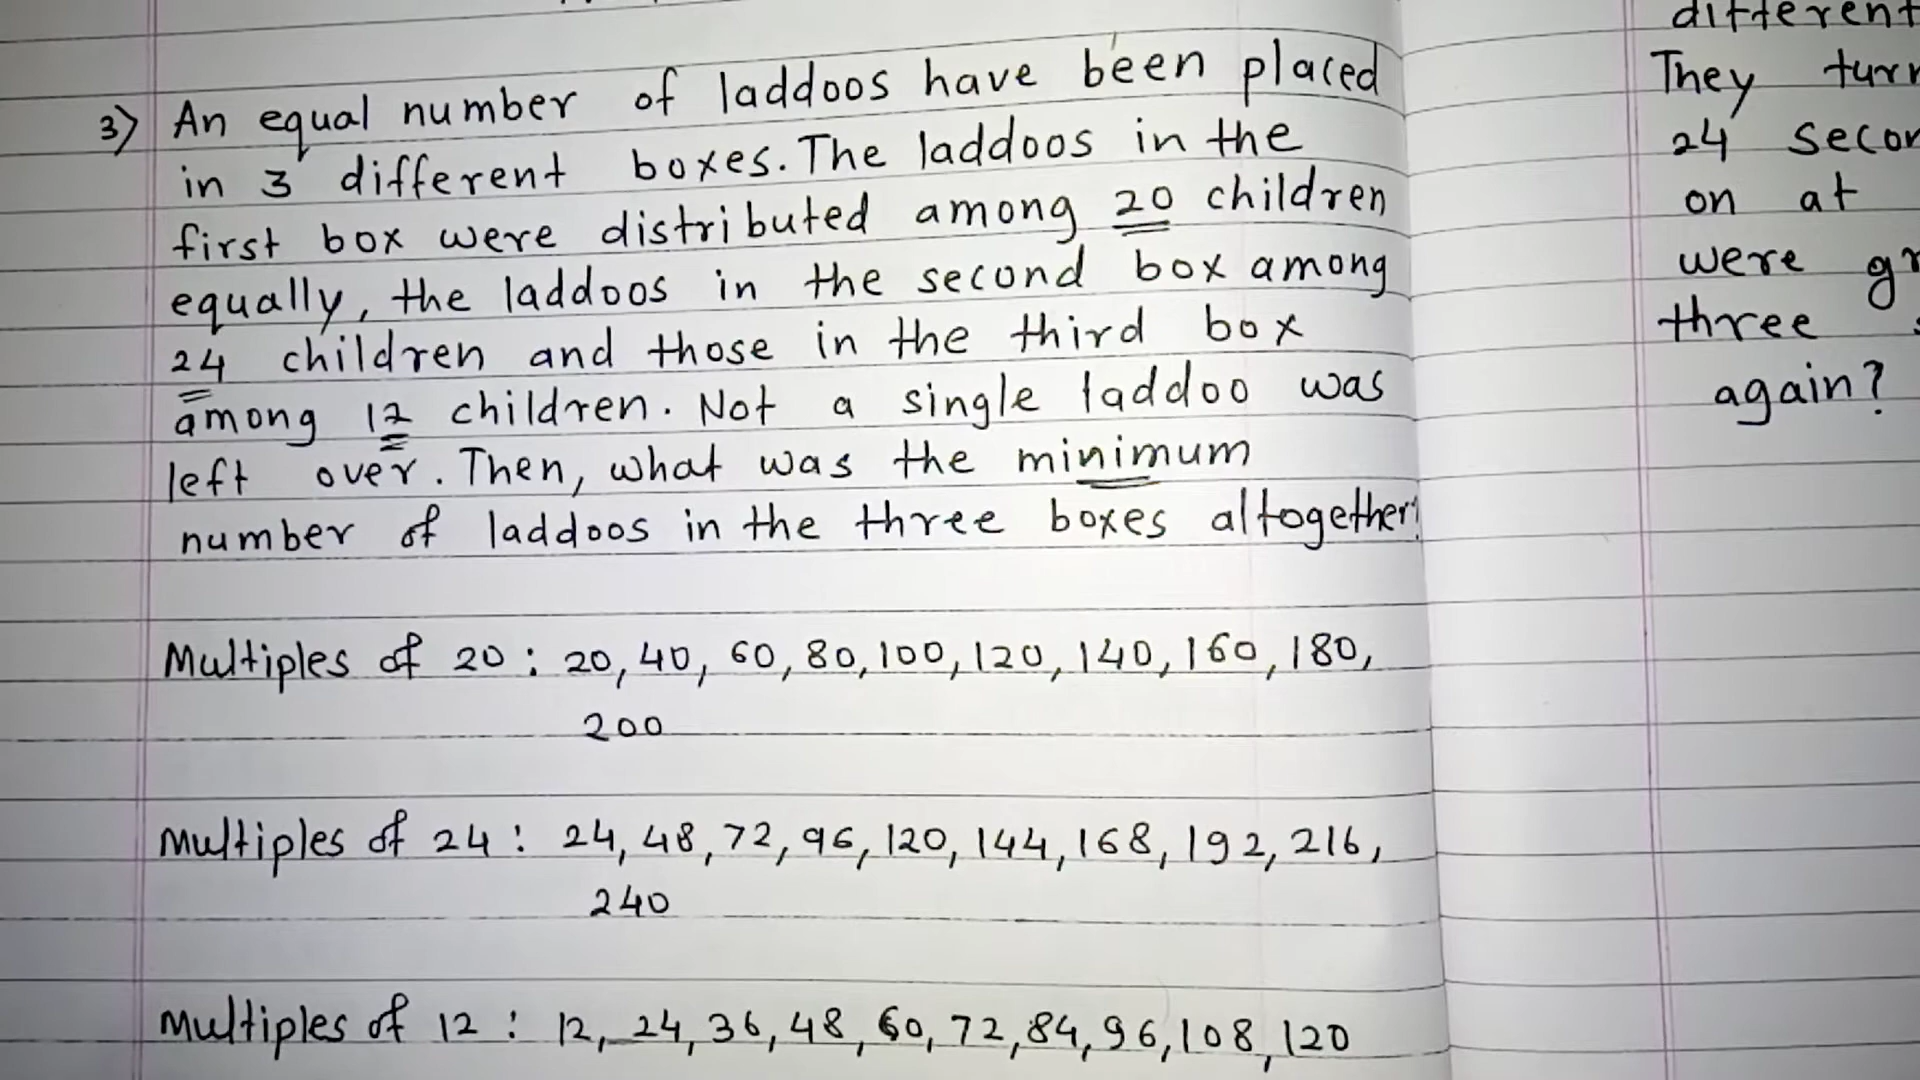 3) An equal number of laddoos have been placed
in 3 different boxes. The laddoos in the
first box were distributed among 20 children
equally, the laddoos in the second box among
24 children and those in the third box
among 12 children. Not a single laddoo was
left over. Then, what was the minimum
number of laddoos in the three boxes altogether?
Multiples of 20 : 20, 40, 60, 80, 100, 120, 140, 160, 180,
200
Multiples of 24 : 24, 48, 72, 96, 120, 144, 168, 192, 216,
240
Multiples of 12 : 12, 24, 36, 48, 60, 72, 84, 96, 108, 120
different
They
24
on at
were
three
again?